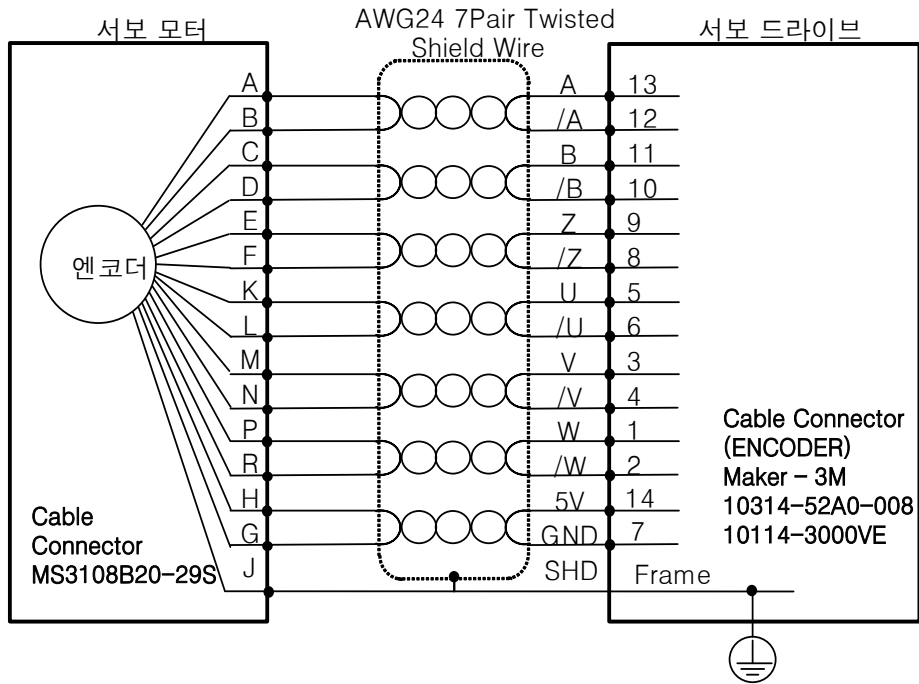 서보 모터
AWG24 7Pair Twisted
Shield Wire
서보 드라이브
A A 13
B /A 12
C B 11
D /B 10
E Z 9
F /Z 8
K U 5
L /U 6
M V 3
N /V 4
P W 1
R /W 2
H 5V 14
G GND 7
J SHD Frame
엔코더
Cable
Connector
MS3108B20-29S
Cable Connector
(ENCODER)
Maker - 3M
10314-52A0-008
10114-3000VE